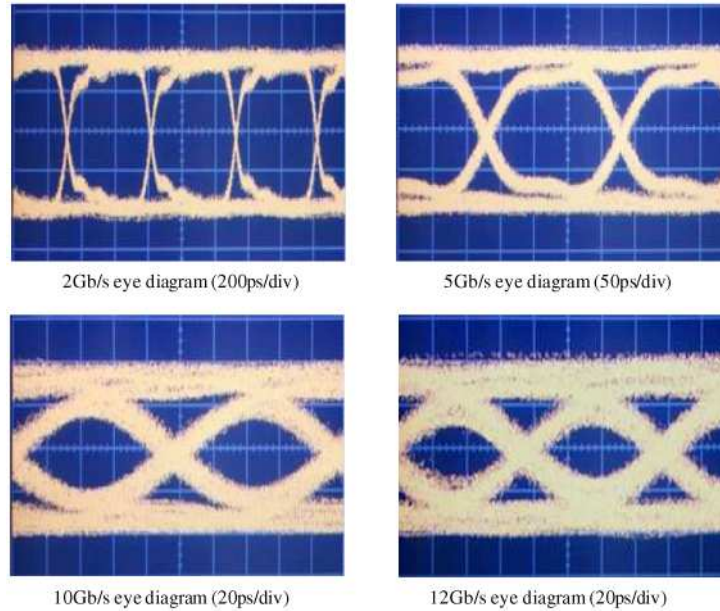 2Gb/s eye diagram (200ps/div)
5Gb/s eye diagram (50ps/div)
10Gb/s eye diagram (20ps/div)
12Gb/s eye diagram (20ps/div)